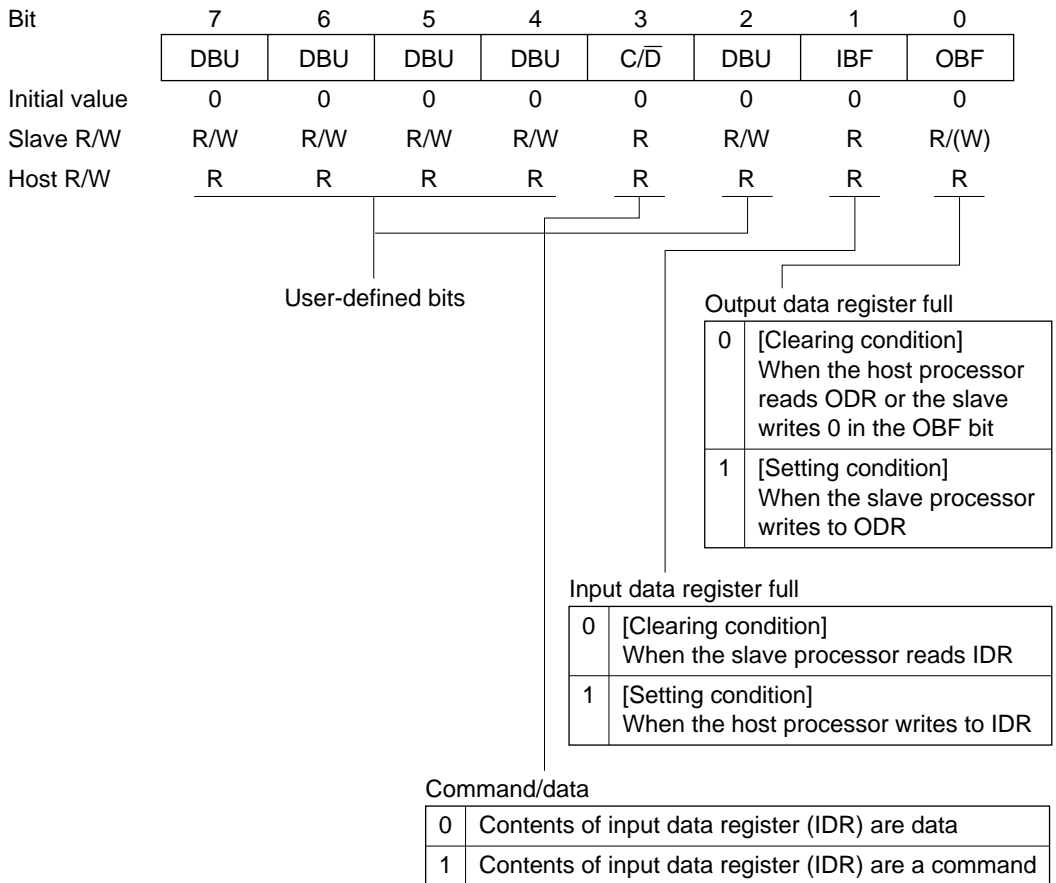 Bit 7 6 5 4 3 2 1 0
DBU DBU DBU DBU C/D̅ DBU IBF OBF
Initial value 0 0 0 0 0 0 0 0
Slave R/W R/W R/W R/W R/W R R/W R R/(W)
Host R/W R R R R R R R R
User-defined bits
Output data register full
0 [Clearing condition]
When the host processor
reads ODR or the slave
writes 0 in the OBF bit
1 [Setting condition]
When the slave processor
writes to ODR
Input data register full
0 [Clearing condition]
When the slave processor reads IDR
1 [Setting condition]
When the host processor writes to IDR
Command/data
0 Contents of input data register (IDR) are data
1 Contents of input data register (IDR) are a command